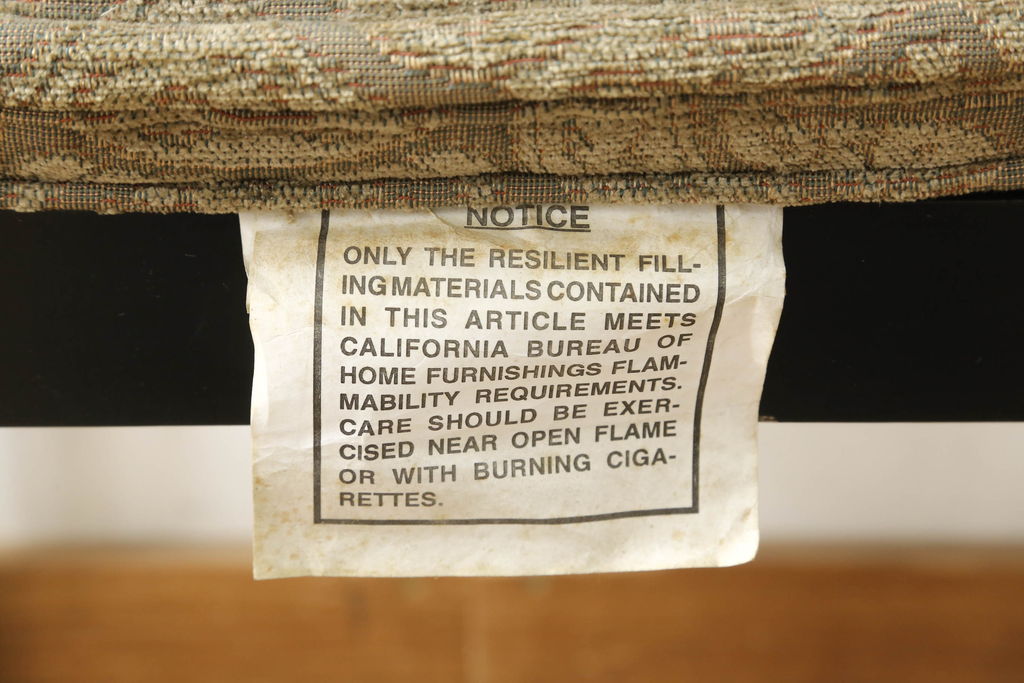 NOTICE
ONLY THE RESILIENT FILL-
ING MATERIALS CONTAINED
IN THIS ARTICLE MEETS
CALIFORNIA BUREAU OF
HOME FURNISHINGS FLAM-
MABILITY REQUIREMENTS.
CARE SHOULD BE EXER-
CISED NEAR OPEN FLAME
OR WITH BURNING CIGA-
RETTES.